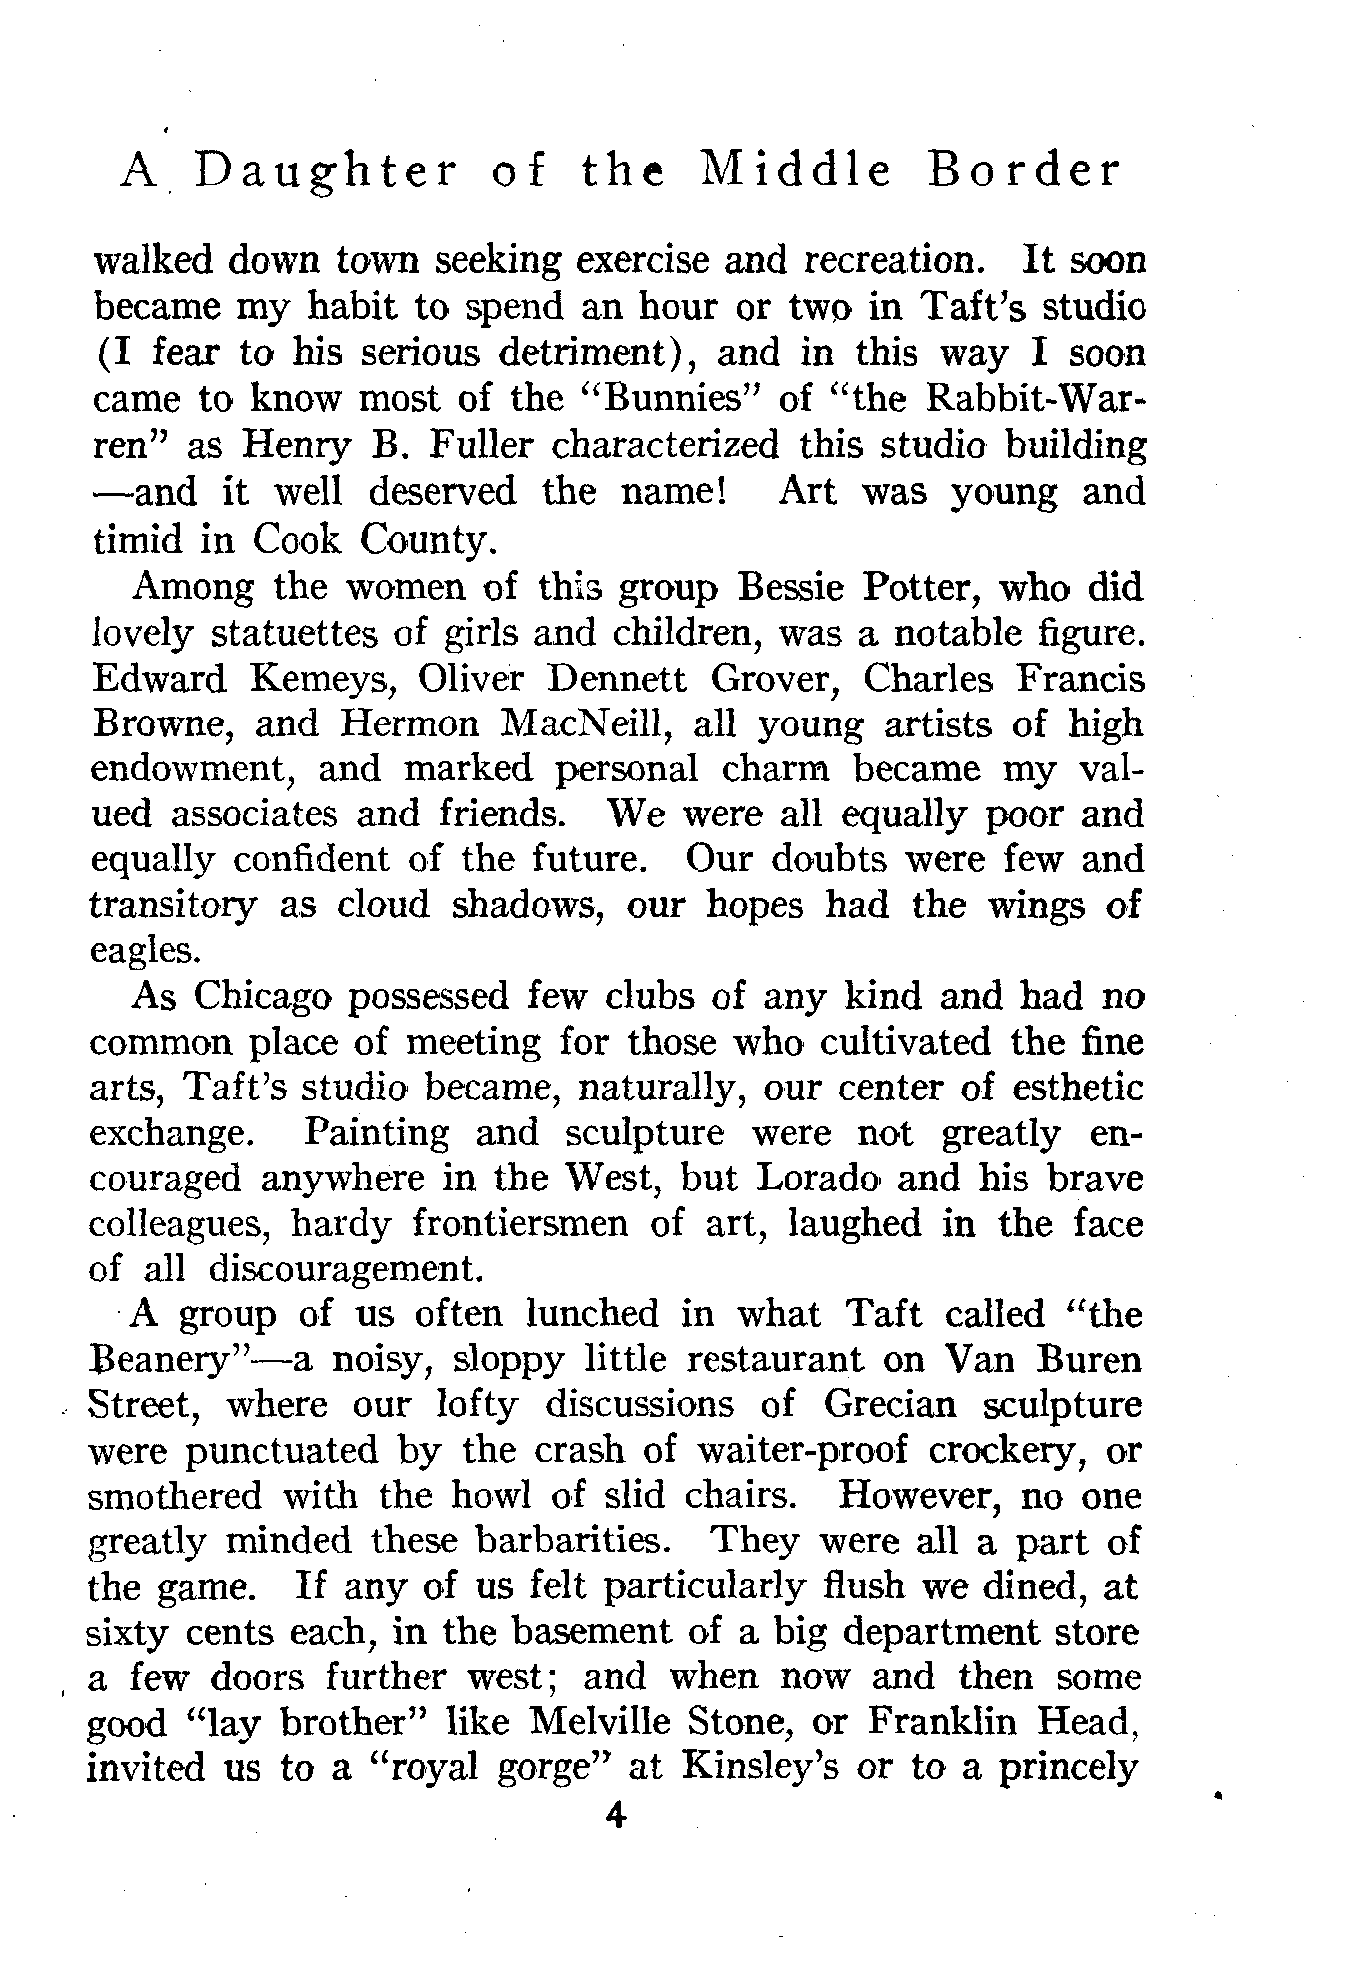 A Daughter of the Middle Border
walked down town seeking exercise and recreation. It soon
became my habit to spend an hour or two in Taft's studio
(I fear to his serious detriment), and in this way I soon
came to know most of the "Bunnies" of "the Rabbit-War-
ren" as Henry B. Fuller characterized this studio building
—and it well deserved the name! Art was young and
timid in Cook County.
Among the women of this group Bessie Potter, who did
lovely statuettes of girls and children, was a notable figure.
Edward Kemeys, Oliver Dennett Grover, Charles Francis
Browne, and Hermon MacNeill, all young artists of high
endowment, and marked personal charm became my val-
ued associates and friends. We were all equally poor and
equally confident of the future. Our doubts were few and
transitory as cloud shadows, our hopes had the wings of
eagles.
As Chicago possessed few clubs of any kind and had no
common place of meeting for those who cultivated the fine
arts, Taft's studio became, naturally, our center of esthetic
exchange. Painting and sculpture were not greatly en-
couraged anywhere in the West, but Lorado and his brave
colleagues, hardy frontiersmen of art, laughed in the face
of all discouragement.
A group of us often lunched in what Taft called "the
Beanery"—a noisy, sloppy little restaurant on Van Buren
Street, where our lofty discussions of Grecian sculpture
were punctuated by the crash of waiter-proof crockery, or
smothered with the howl of slid chairs. However, no one
greatly minded these barbarities. They were all a part of
the game. If any of us felt particularly flush we dined, at
sixty cents each, in the basement of a big department store
a few doors further west; and when now and then some
good "lay brother" like Melville Stone, or Franklin Head,
invited us to a "royal gorge" at Kinsley's or to a princely
4